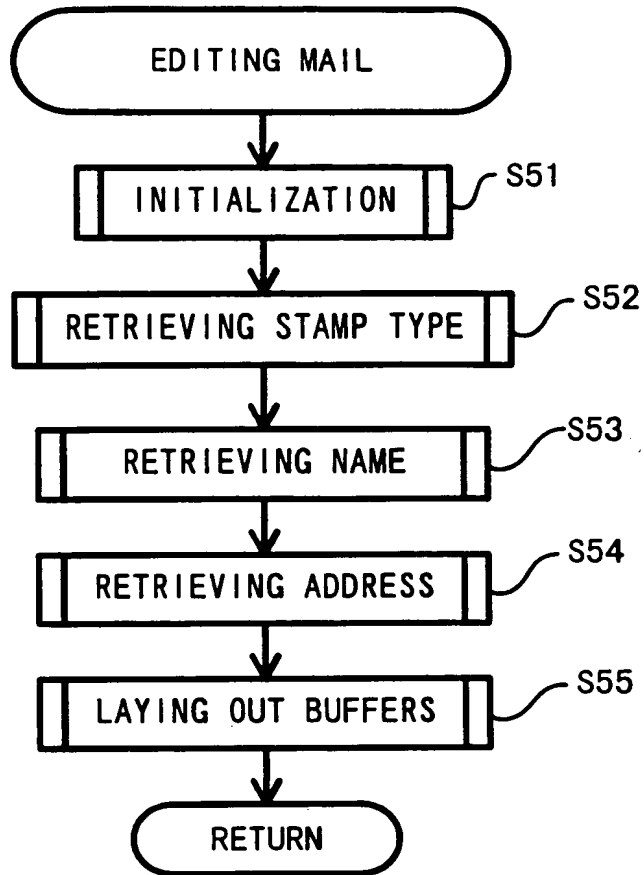 EDITING MAIL
INITIALIZATION
S51
RETRIEVING STAMP TYPE
S52
RETRIEVING NAME
S53
RETRIEVING ADDRESS
S54
LAYING OUT BUFFERS
S55
RETURN